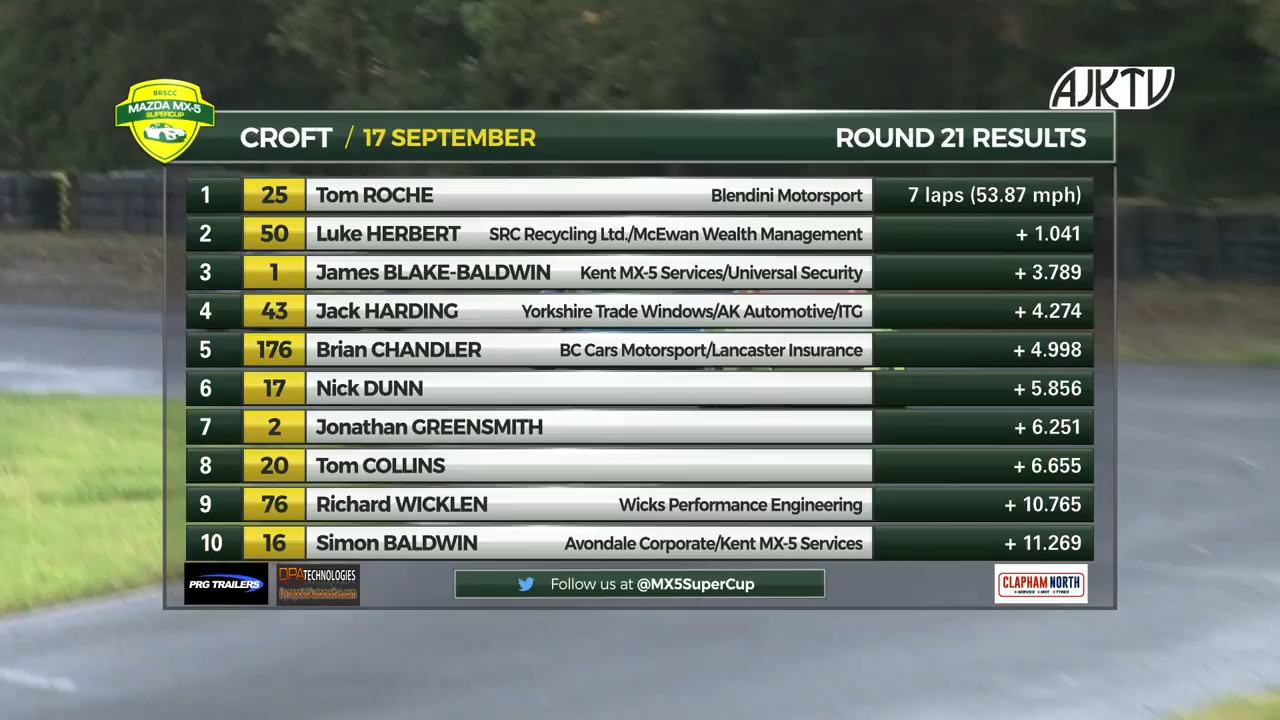 AJKTV
BRSCC
MAZDA MX-5
SUPERCUP
CROFT / 17 SEPTEMBER
ROUND 21 RESULTS
1 25 Tom ROCHE Blendini Motorsport 7 laps (53.87 mph)
2 50 Luke HERBERT SRC Recycling Ltd./McEwan Wealth Management + 1.041
3 1 James BLAKE-BALDWIN Kent MX-5 Services/Universal Security + 3.789
4 43 Jack HARDING Yorkshire Trade Windows/AK Automotive/ITG + 4.274
5 176 Brian CHANDLER BC Cars Motorsport/Lancaster Insurance + 4.998
6 17 Nick DUNN + 5.856
7 2 Jonathan GREENSMITH + 6.251
8 20 Tom COLLINS + 6.655
9 76 Richard WICKLEN Wicks Performance Engineering + 10.765
10 16 Simon BALDWIN Avondale Corporate/Kent MX-5 Services + 11.269
PRG TRAILERS
DPA TECHNOLOGIES
Follow us at @MX5SuperCup
CLAPHAM NORTH
SERVICE MOT TYRES